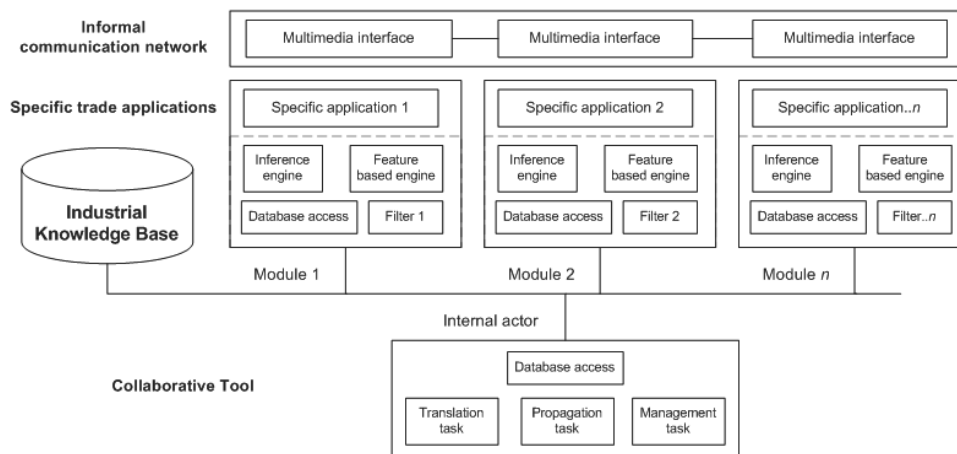 Informal
communication network
Multimedia interface
Multimedia interface
Multimedia interface
Specific trade applications
Specific application 1
Specific application 2
Specific application..n
Inference
engine
Feature
based engine
Inference
engine
Feature
based engine
Inference
engine
Feature
based engine
Database access
Filter 1
Database access
Filter 2
Database access
Filter..n
Industrial
Knowledge Base
Module 1
Module 2
Module n
Internal actor
Collaborative Tool
Database access
Translation
task
Propagation
task
Management
task